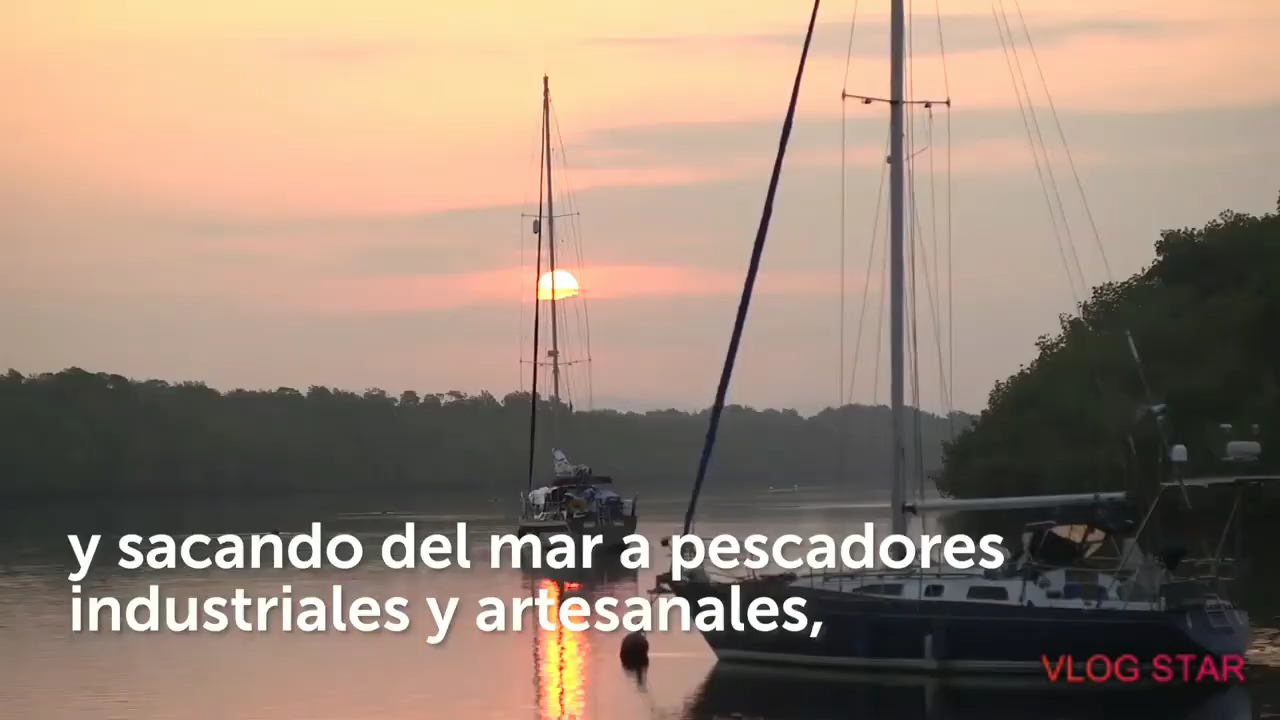 y sacando del mar a pescadores
industriales y artesanales,
VLOG STAR